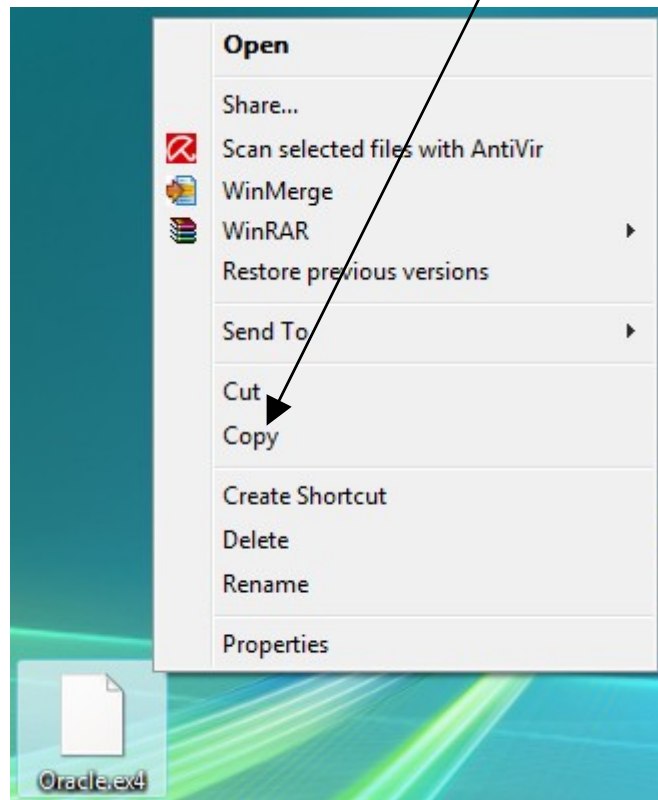 Open
Share...
Scan selected files with AntiVir
WinMerge
WinRAR
Restore previous versions
Send To
Cut
Copy
Create Shortcut
Delete
Rename
Properties
Oracle.ex4